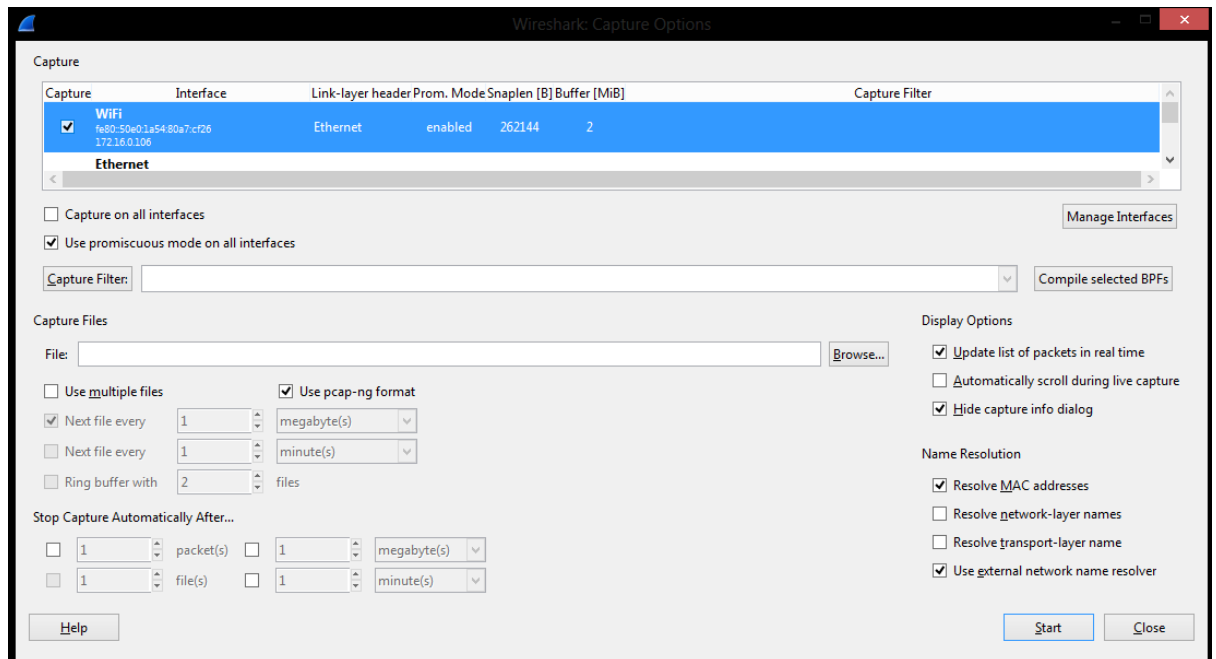 Wireshark: Capture Options
Capture
Capture Interface Link-layer header Prom. Mode Snaplen [B] Buffer [MiB] Capture Filter
WiFi
fe80::50e0:1a54:80a7:cf26
172.16.0.106
Ethernet enabled 262144 2
Ethernet
Capture on all interfaces
Manage Interfaces
Use promiscuous mode on all interfaces
Capture Filter:
Compile selected BPFs
Capture Files
Display Options
File:
Browse...
Update list of packets in real time
Use multiple files
Use pcap-ng format
Automatically scroll during live capture
Next file every 1 megabyte(s)
Hide capture info dialog
Next file every 1 minute(s)
Name Resolution
Ring buffer with 2 files
Resolve MAC addresses
Stop Capture Automatically After...
Resolve network-layer names
1 packet(s) 1 megabyte(s)
Resolve transport-layer name
1 file(s) 1 minute(s)
Use external network name resolver
Help
Start
Close